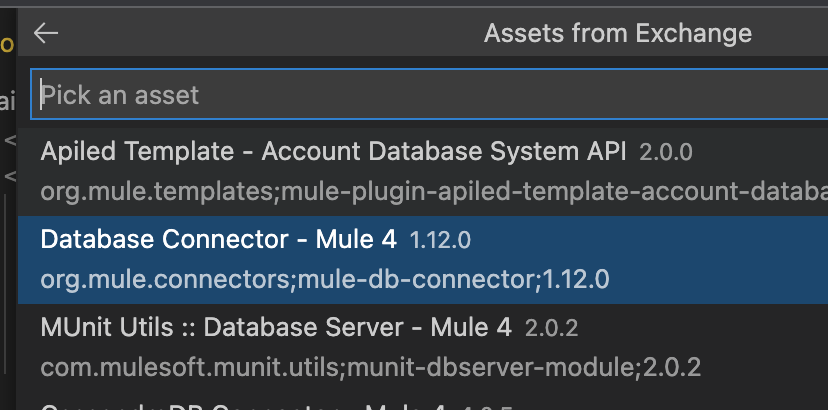 Assets from Exchange
Pick an asset
Apiled Template - Account Database System API 2.0.0
org.mule.templates;mule-plugin-apiled-template-account-databa
Database Connector - Mule 4 1.12.0
org.mule.connectors;mule-db-connector;1.12.0
MUnit Utils :: Database Server - Mule 4 2.0.2
com.mulesoft.munit.utils;munit-dbserver-module;2.0.2